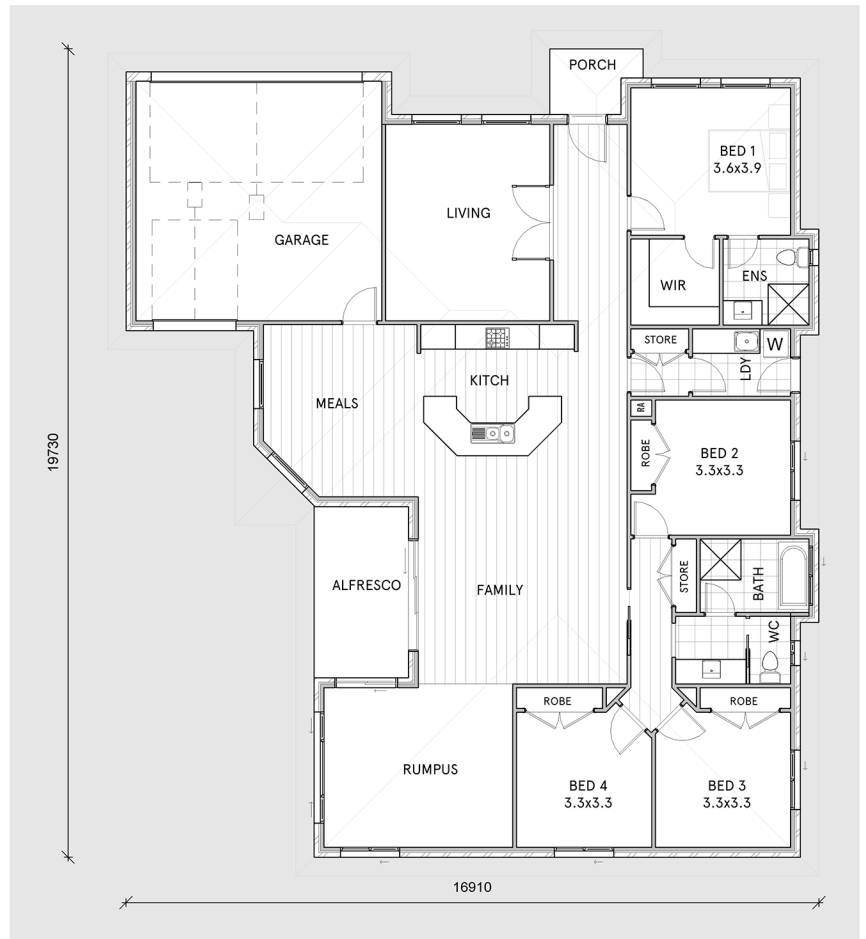 PORCH
BED 1
3.6x3.9
LIVING
GARAGE
ENS
WIR
STORE
W
LDY
KITCH
MEALS
RA
ROBE
BED 2
3.3x3.3
STORE
BATH
ALFRESCO
FAMILY
WC
ROBE
ROBE
RUMPUS
BED 4
3.3x3.3
BED 3
3.3x3.3
19730
16910